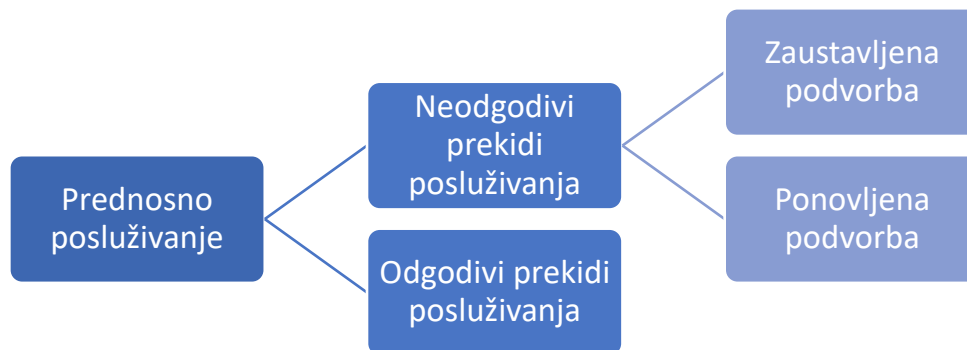 Prednosno
posluživanje
Neodgodivi
prekidi
posluživanja
Odgodivi prekidi
posluživanja
Zaustavljena
podvorba
Ponovljena
podvorba